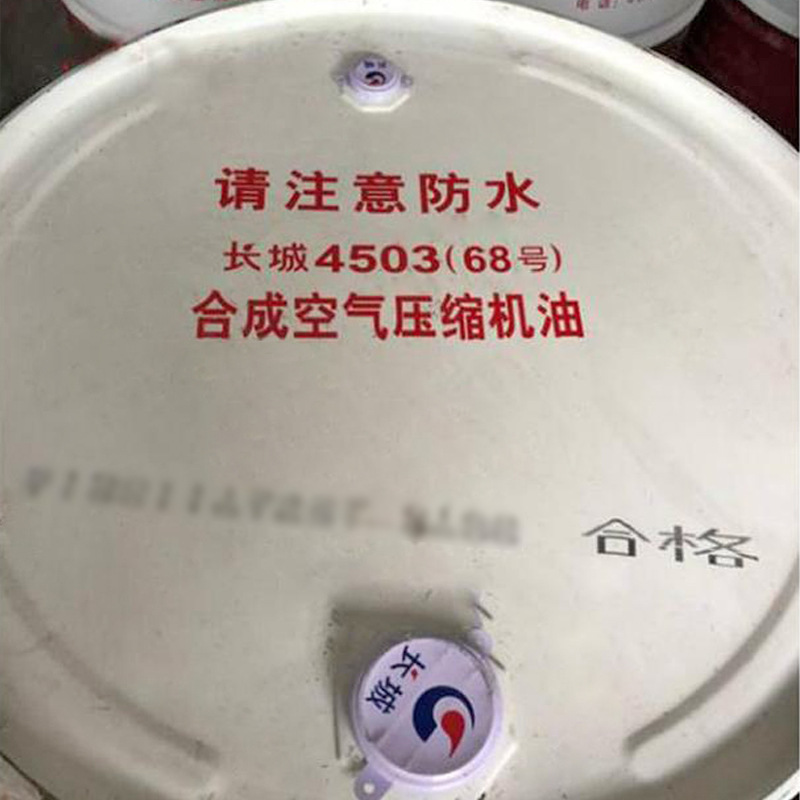 请注意防水
长城4503(68号)
合成空气压缩机油
合格
长城